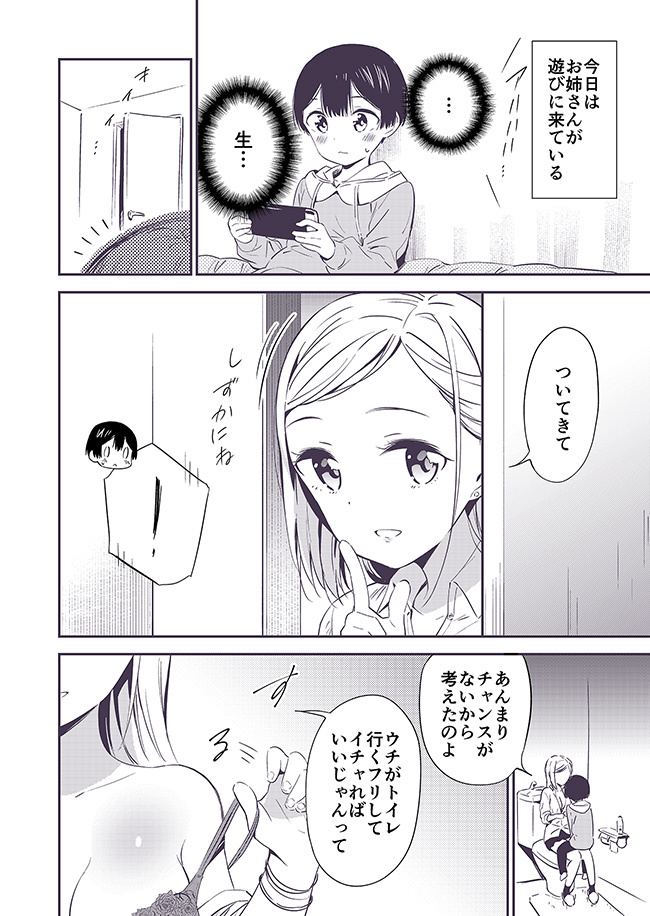 今日は
お姉さんが
遊びに来ている
…
生…
すイ
ついてきて
しずかにね
！
あんまり
チャンスが
ないから
考えたのよ
ウチがトイレ
行くフリして
イチャれば
いいじゃんって
する